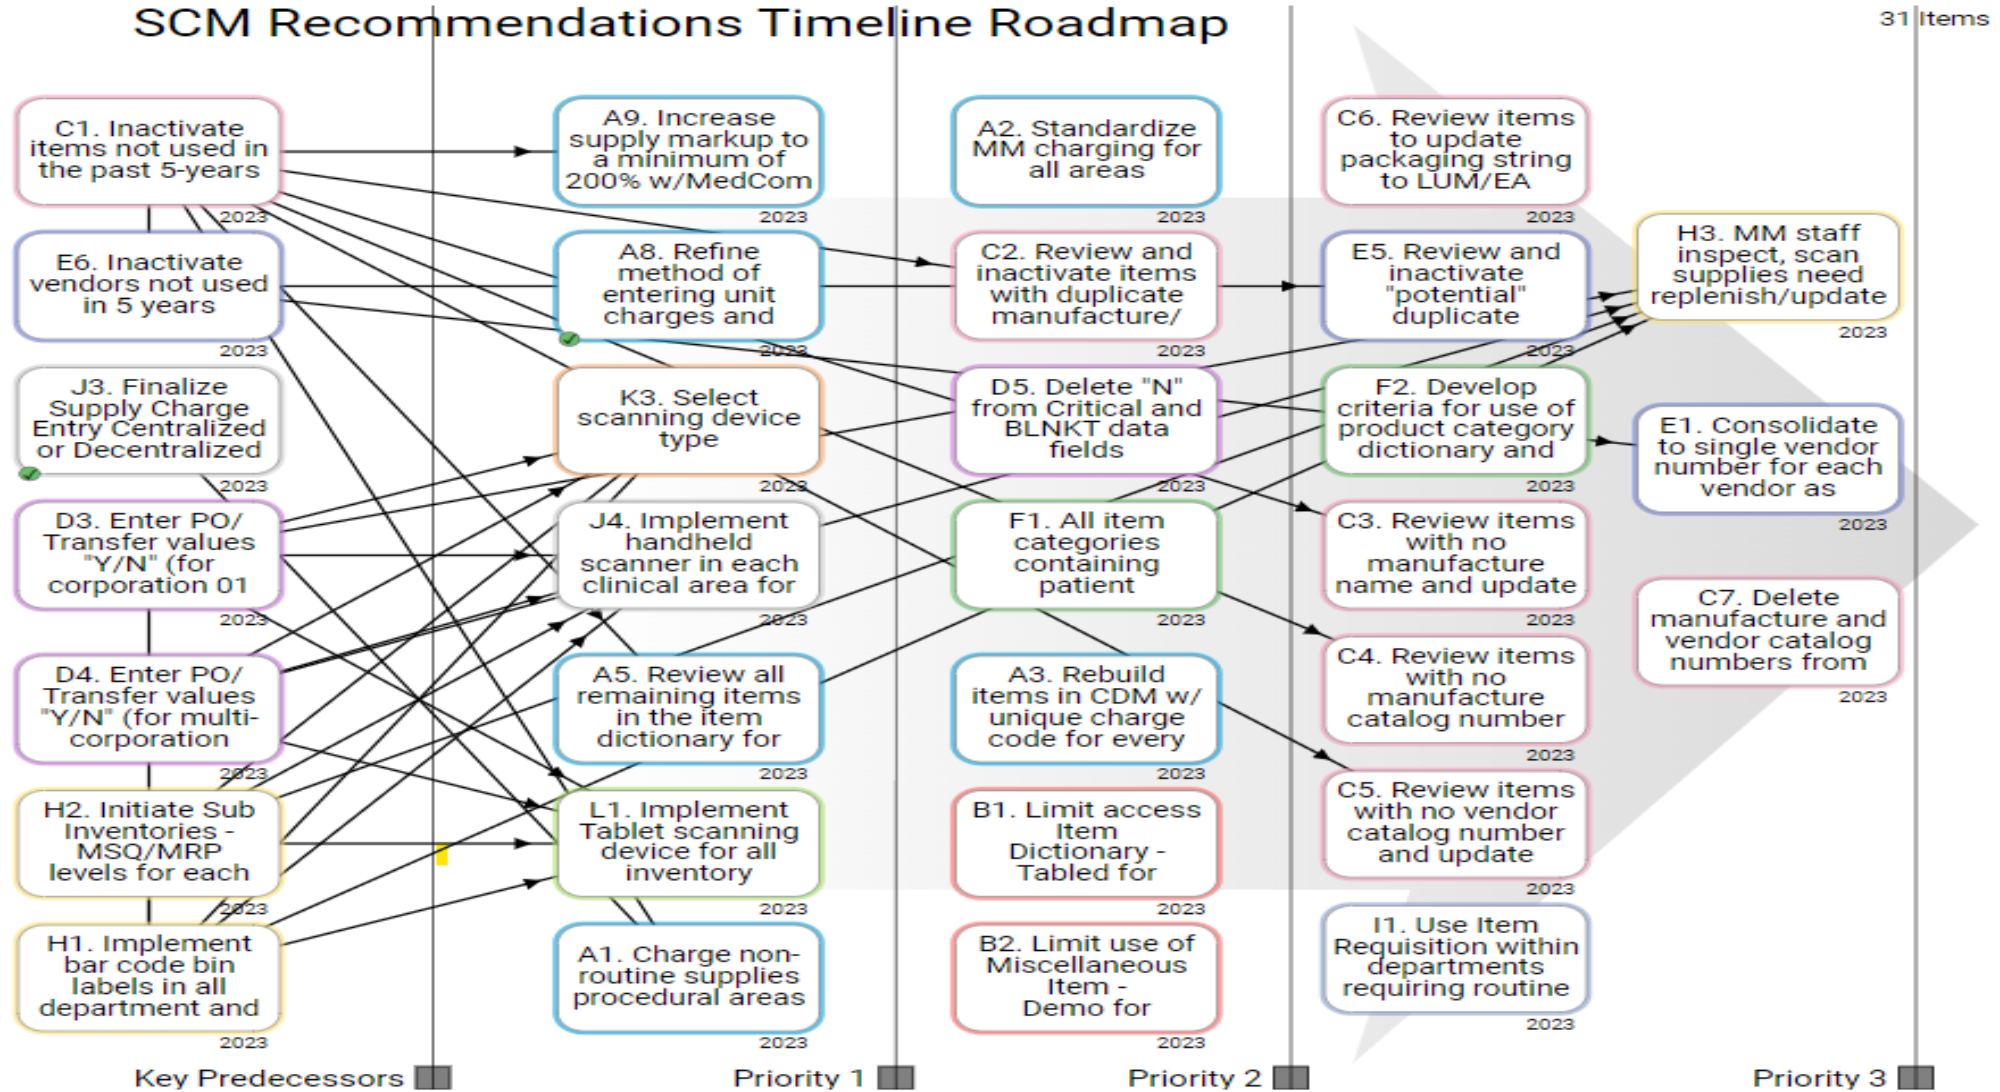 SCM Recommendations Timeline Roadmap
31 Items
C1. Inactivate
items not used in
the past 5-years
2023
E6. Inactivate
vendors not used
in 5 years
2023
J3. Finalize
Supply Charge
Entry Centralized
or Decentralized
2023
D3. Enter PO/
Transfer values
"Y/N" (for
corporation 01
2023
D4. Enter PO/
Transfer values
"Y/N" (for multi-
corporation
2023
H2. Initiate Sub
Inventories -
MSQ/MRP
levels for each
2023
H1. Implement
bar code bin
labels in all
department and
2023
Key Predecessors
A9. Increase
supply markup to
a minimum of
200% w/MedCom
2023
A8. Refine
method of
entering unit
charges and
2023
K3. Select
scanning device
type
2023
J4. Implement
handheld
scanner in each
clinical area for
2023
A5. Review all
remaining items
in the item
dictionary for
2023
L1. Implement
Tablet scanning
device for all
inventory
2023
A1. Charge non-
routine supplies
procedural areas
2023
Priority 1
A2. Standardize
MM charging for
all areas
2023
C2. Review and
inactivate items
with duplicate
manufacture/
2023
D5. Delete "N"
from Critical and
BLNKT data
fields
2023
F1. All item
categories
containing
patient
2023
A3. Rebuild
items in CDM w/
unique charge
code for every
2023
B1. Limit access
Item
Dictionary -
Tabled for
2023
B2. Limit use of
Miscellaneous
Item -
Demo for
2023
Priority 2
C6. Review items
to update
packaging string
to LUM/EA
2023
E5. Review and
inactivate
"potential"
duplicate
2023
F2. Develop
criteria for use of
product category
dictionary and
2023
C3. Review items
with no
manufacture
name and update
2023
C4. Review items
with no
manufacture
catalog number
2023
C5. Review items
with no vendor
catalog number
and update
2023
I1. Use Item
Requisition within
departments
requiring routine
2023
H3. MM staff
inspect, scan
supplies need
replenish/update
2023
E1. Consolidate
to single vendor
number for each
vendor as
2023
C7. Delete
manufacture and
vendor catalog
numbers from
2023
Priority 3